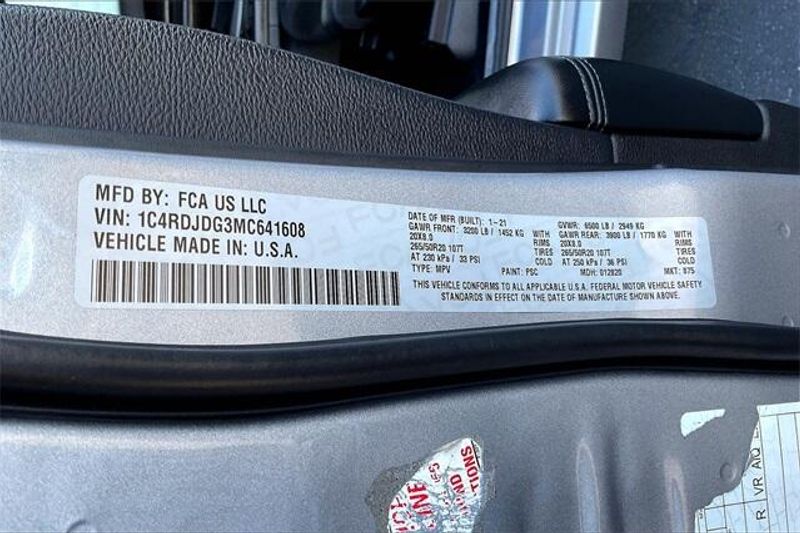 MFD BY: FCA US LLC
VIN: 1C4RDJDG3MC641608
VEHICLE MADE IN: U.S.A.
DATE OF MFR (BUILT): 1-21 GVWR: 6500 LB / 2949 KG
GAWR FRONT: 3200 LB / 1452 KG WITH GAWR REAR: 3900 LB / 1770 KG WITH
20X8.0 RIMS 20X8.0 RIMS
265/50R20 107T TIRES 265/50R20 107T TIRES
AT 230 kPa / 33 PSI COLD AT 250 kPa / 36 PSI COLD
TYPE: MPV PAINT: PSC MDH: 012820 MKT: 875
THIS VEHICLE CONFORMS TO ALL APPLICABLE U.S.A. FEDERAL MOTOR VEHICLE SAFETY
STANDARDS IN EFFECT ON THE DATE OF MANUFACTURE SHOWN ABOVE.
TIONS
R VR AIQ